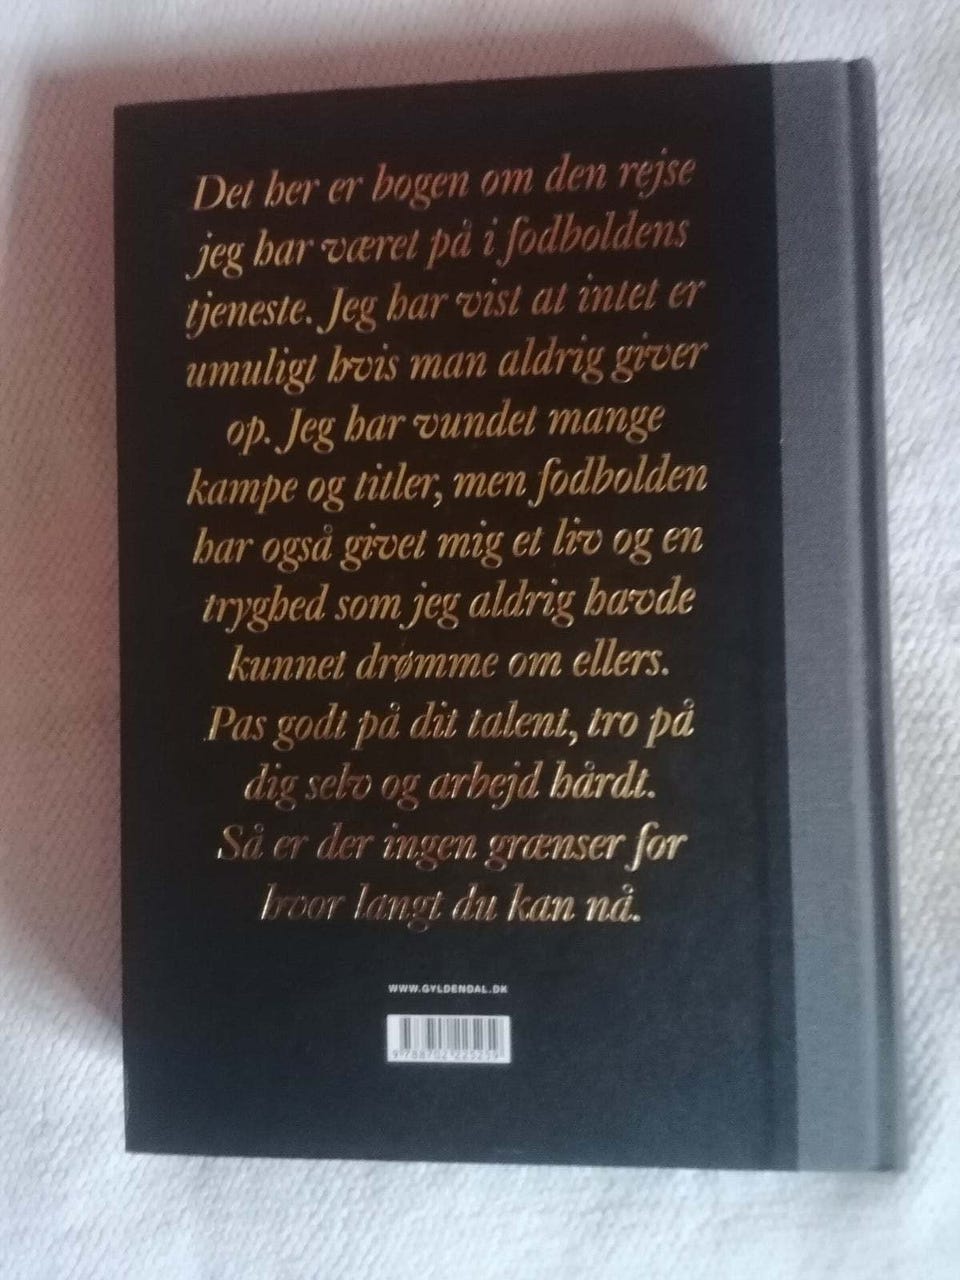 Det her er bogen om den rejse
jeg har været på i fodboldens
tjeneste. Jeg har vist at intet er
umuligt hvis man aldrig giver
op. Jeg har vundet mange
kampe og titler, men fodbolden
har også givet mig et liv og en
tryghed som jeg aldrig havde
kunnet drømme om ellers.
Pas godt på dit talent, tro på
dig selv og arbejd hårdt.
Så er der ingen grænser for
hvor langt du kan nå.
WWW.GYLDENDAL.DK